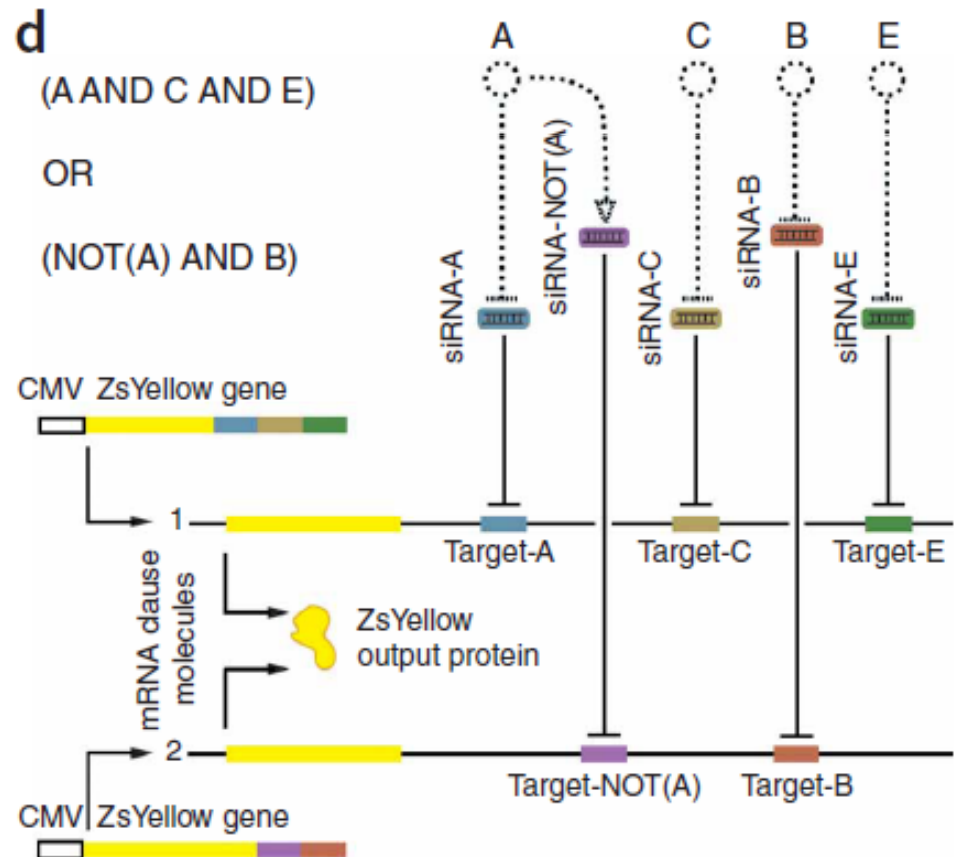 d
(A AND C AND E)
OR
(NOT(A) AND B)
A
C
B
E
siRNA-A
siRNA-NOT(A)
siRNA-C
siRNA-B
siRNA-E
CMV ZsYellow gene
1
Target-A
Target-C
Target-E
mRNA clause
molecules
ZsYellow
output protein
2
Target-NOT(A)
Target-B
CMV ZsYellow gene